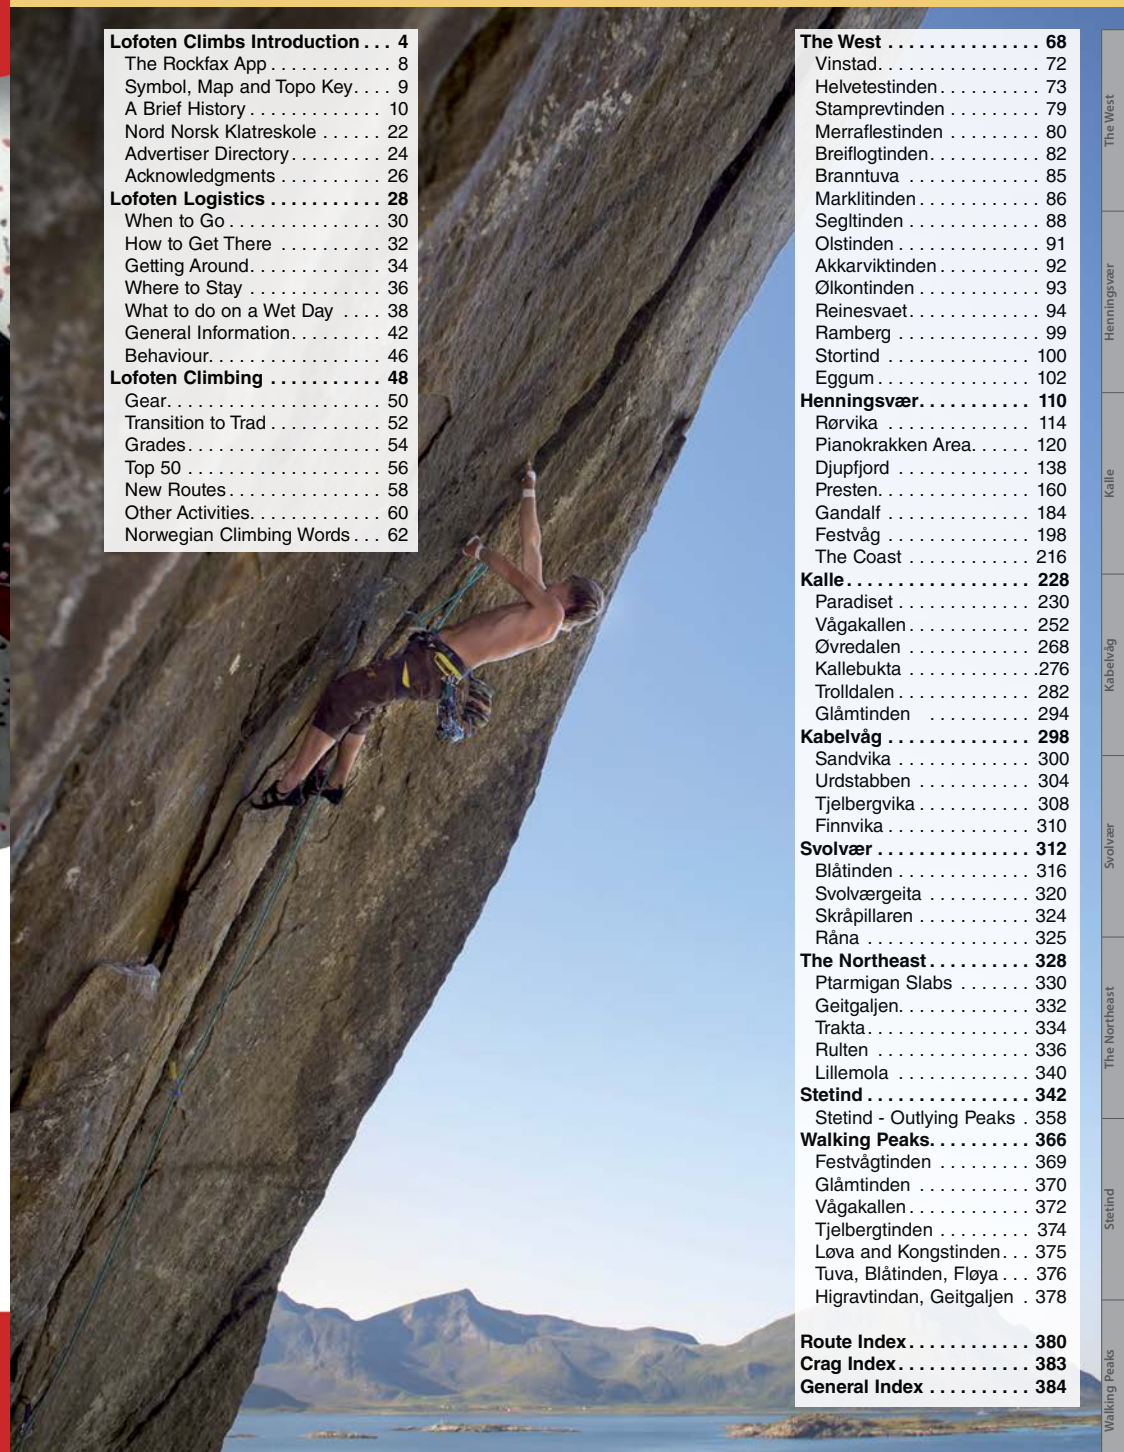 Lofoten Climbs Introduction . . . 4
The Rockfax App . . . . . . . . . . . . 8
Symbol, Map and Topo Key. . . . 9
A Brief History . . . . . . . . . . . . . 10
Nord Norsk Klatreskole . . . . . . 22
Advertiser Directory . . . . . . . . . 24
Acknowledgments . . . . . . . . . . 26
Lofoten Logistics . . . . . . . . . . . 28
When to Go . . . . . . . . . . . . . . . 30
How to Get There . . . . . . . . . . 32
Getting Around. . . . . . . . . . . . . 34
Where to Stay . . . . . . . . . . . . . 36
What to do on a Wet Day . . . . 38
General Information. . . . . . . . . 42
Behaviour. . . . . . . . . . . . . . . . . 46
Lofoten Climbing . . . . . . . . . . . 48
Gear. . . . . . . . . . . . . . . . . . . . . 50
Transition to Trad . . . . . . . . . . . 52
Grades . . . . . . . . . . . . . . . . . . . 54
Top 50 . . . . . . . . . . . . . . . . . . . 56
New Routes . . . . . . . . . . . . . . . 58
Other Activities. . . . . . . . . . . . . 60
Norwegian Climbing Words . . . 62
The West . . . . . . . . . . . . . . . 68
Vinstad. . . . . . . . . . . . . . . . . 72
Helvetestinden . . . . . . . . . . 73
Stamprevtinden . . . . . . . . . 79
Merraflestinden . . . . . . . . . 80
Breiflogtinden. . . . . . . . . . . 82
Branntuva . . . . . . . . . . . . . 85
Marklitinden . . . . . . . . . . . . 86
Segltinden . . . . . . . . . . . . . 88
Olstinden . . . . . . . . . . . . . . 91
Akkarviktinden . . . . . . . . . . 92
Ølkontinden . . . . . . . . . . . . 93
Reinesvaet . . . . . . . . . . . . . 94
Ramberg . . . . . . . . . . . . . . 99
Stortind . . . . . . . . . . . . . . 100
Eggum . . . . . . . . . . . . . . . 102
Henningsvær. . . . . . . . . . . 110
Rørvika . . . . . . . . . . . . . . 114
Pianokrakken Area. . . . . . 120
Djupfjord . . . . . . . . . . . . . 138
Presten. . . . . . . . . . . . . . . 160
Gandalf . . . . . . . . . . . . . . 184
Festvåg . . . . . . . . . . . . . . 198
The Coast . . . . . . . . . . . . 216
Kalle . . . . . . . . . . . . . . . . . . 228
Paradiset . . . . . . . . . . . . . 230
Vågakallen . . . . . . . . . . . . 252
Øvredalen . . . . . . . . . . . . 268
Kallebukta . . . . . . . . . . . . .276
Trolldalen . . . . . . . . . . . . . 282
Glåmtinden . . . . . . . . . . 294
Kabelvåg . . . . . . . . . . . . . . 298
Sandvika . . . . . . . . . . . . . 300
Urdstabben . . . . . . . . . . . 304
Tjelbergvika . . . . . . . . . . . 308
Finnvika . . . . . . . . . . . . . . 310
Svolvær . . . . . . . . . . . . . . . 312
Blåtinden . . . . . . . . . . . . . 316
Svolværgeita . . . . . . . . . . 320
Skråpillaren . . . . . . . . . . . 324
Råna . . . . . . . . . . . . . . . . 325
The Northeast . . . . . . . . . . 328
Ptarmigan Slabs . . . . . . . 330
Geitgaljen. . . . . . . . . . . . . 332
Trakta . . . . . . . . . . . . . . . . 334
Rulten . . . . . . . . . . . . . . . 336
Lillemola . . . . . . . . . . . . . 340
Stetind . . . . . . . . . . . . . . . . 342
Stetind - Outlying Peaks . 358
Walking Peaks. . . . . . . . . . 366
Festvågtinden . . . . . . . . . 369
Glåmtinden . . . . . . . . . . . 370
Vågakallen . . . . . . . . . . . . 372
Tjelbergtinden . . . . . . . . . 374
Løva and Kongstinden . . . 375
Tuva, Blåtinden, Fløya . . . 376
Higravtindan, Geitgaljen . 378
Route Index . . . . . . . . . . . . 380
Crag Index . . . . . . . . . . . . . 383
General Index . . . . . . . . . . 384
The West
Henningsvær
Kalle
Kabelvåg
Svolvær
The Northeast
Stetind
Walking Peaks